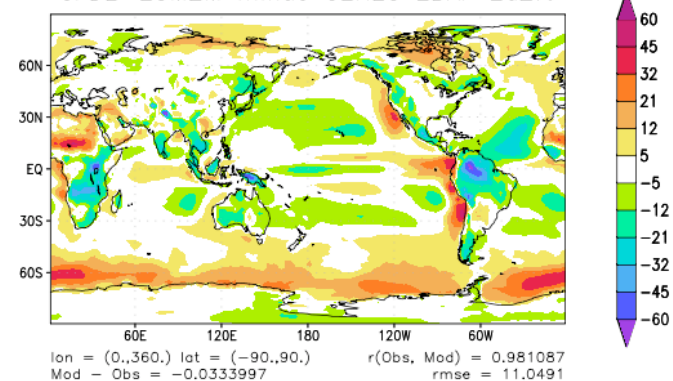 60
45
32
21
12
5
−5
−12
−21
−32
−45
−60
60N
30N
EQ
30S
60S
60E 120E 180 120W 60W
lon = (0.,360.) lat = (−90.,90.) r(Obs, Mod) = 0.981087
Mod − Obs = −0.0333997 rmse = 11.0491